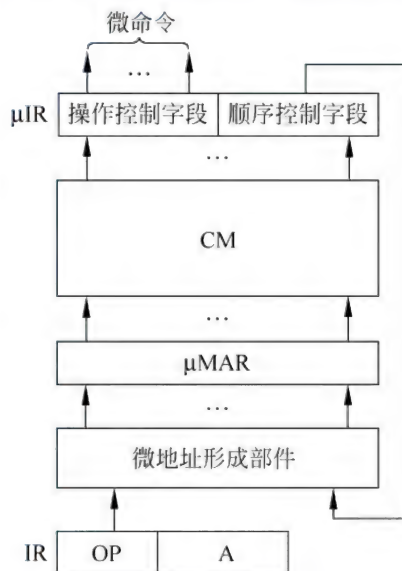 微命令
…
μIR 操作控制字段 顺序控制字段
…
CM
…
μMAR
…
微地址形成部件
IR OP A